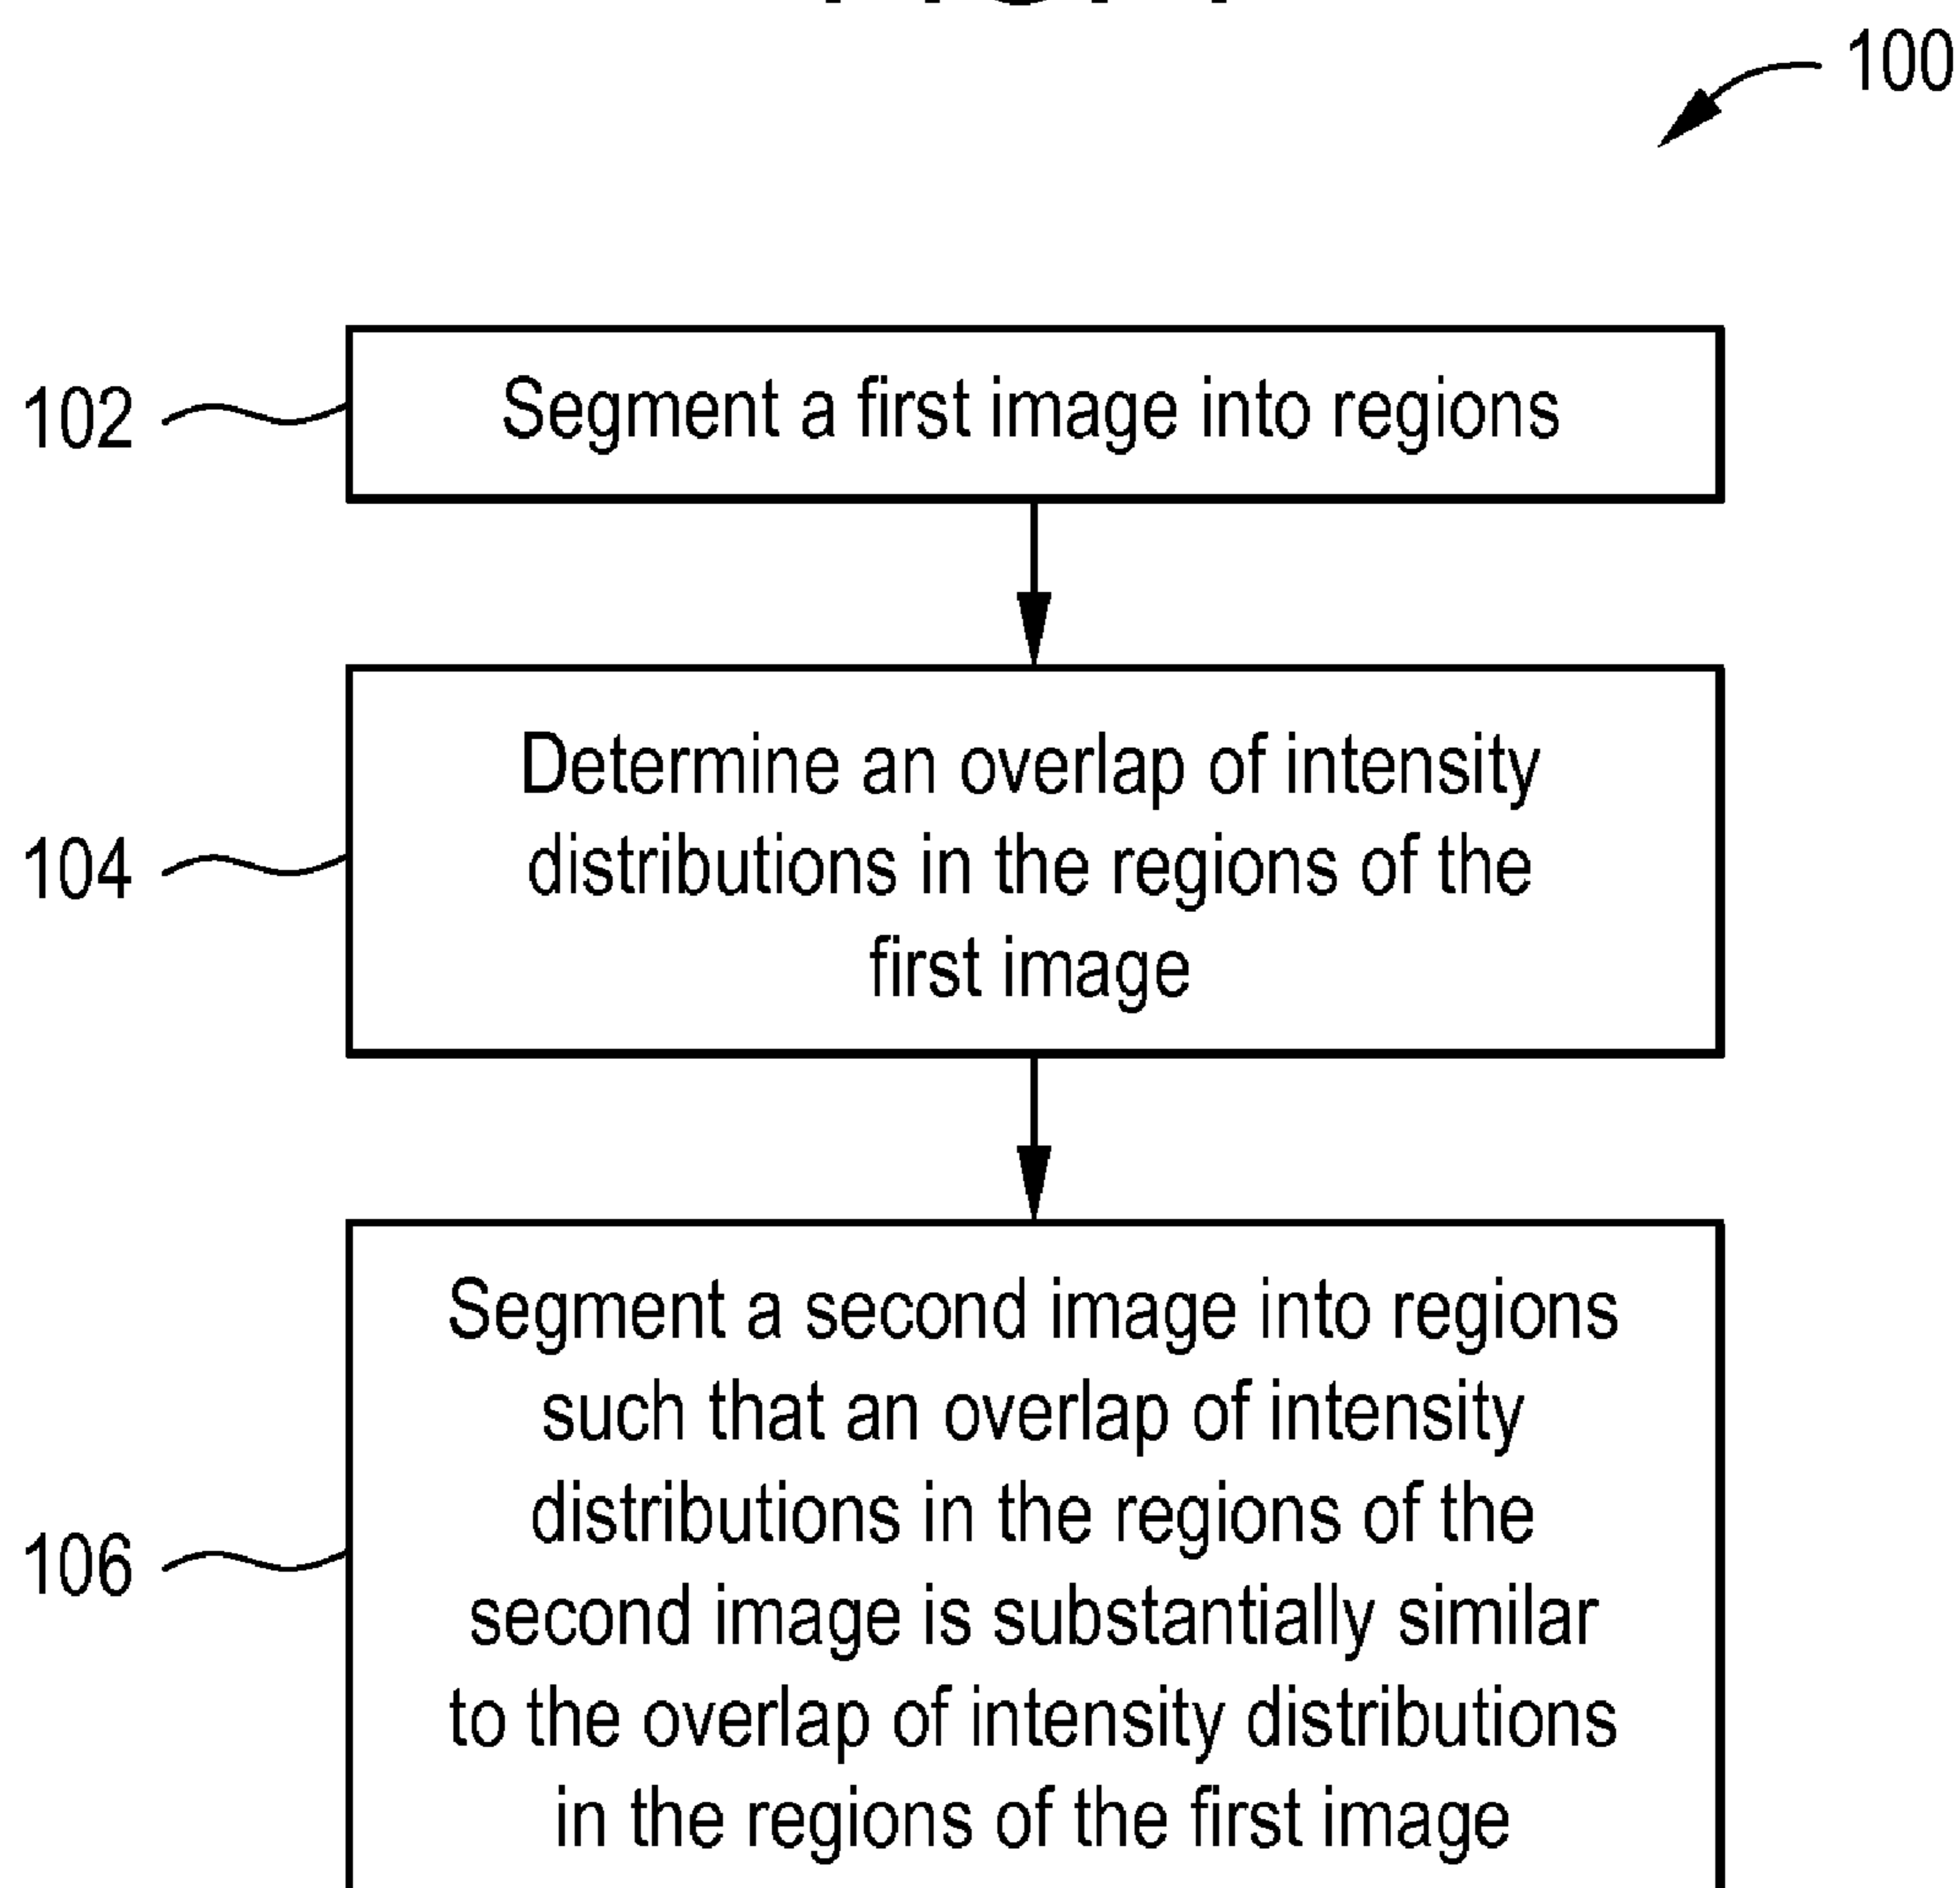 100
102
Segment a first image into regions
104
Determine an overlap of intensity
distributions in the regions of the
first image
106
Segment a second image into regions
such that an overlap of intensity
distributions in the regions of the
second image is substantially similar
to the overlap of intensity distributions
in the regions of the first image